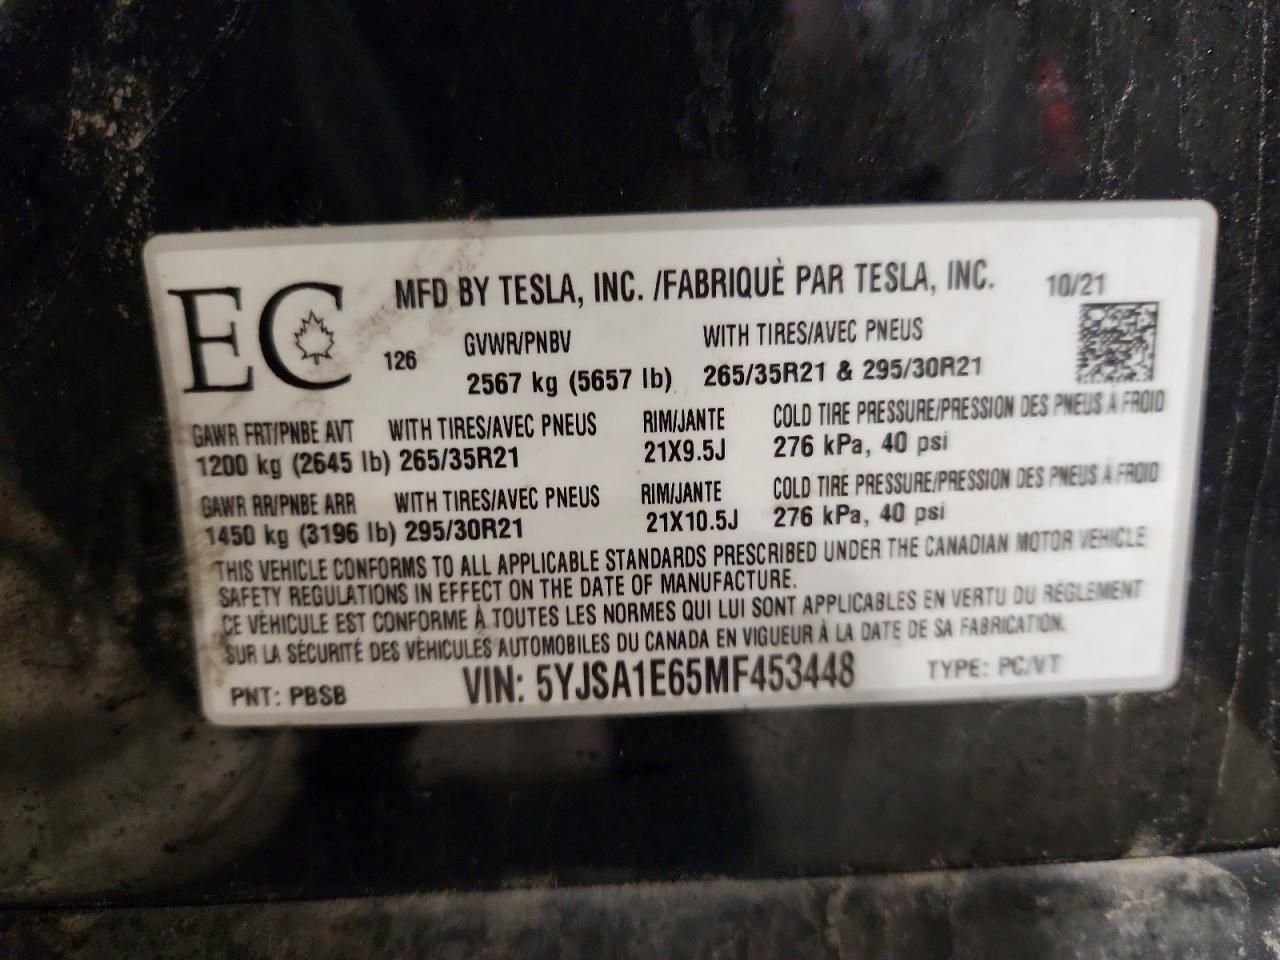 EC MFD BY TESLA, INC. /FABRIQUÈ PAR TESLA, INC. 10/21
126 GVWR/PNBV WITH TIRES/AVEC PNEUS
2567 kg (5657 lb) 265/35R21 & 295/30R21
GAWR FRT/PNBE AVT WITH TIRES/AVEC PNEUS RIM/JANTE COLD TIRE PRESSURE/PRESSION DES PNEUS À FROID
1200 kg (2645 lb) 265/35R21 21X9.5J 276 kPa, 40 psi
GAWR RR/PNBE ARR WITH TIRES/AVEC PNEUS RIM/JANTE COLD TIRE PRESSURE/PRESSION DES PNEUS À FROID
1450 kg (3196 lb) 295/30R21 21X10.5J 276 kPa, 40 psi
THIS VEHICLE CONFORMS TO ALL APPLICABLE STANDARDS PRESCRIBED UNDER THE CANADIAN MOTOR VEHICLE
SAFETY REGULATIONS IN EFFECT ON THE DATE OF MANUFACTURE.
CE VÉHICULE EST CONFORME À TOUTES LES NORMES QUI LUI SONT APPLICABLES EN VERTU DU RÈGLEMENT
SUR LA SÉCURITÉ DES VÉHICULES AUTOMOBILES DU CANADA EN VIGUEUR À LA DATE DE SA FABRICATION.
PNT: PBSB VIN: 5YJSA1E65MF453448 TYPE: PC/VT